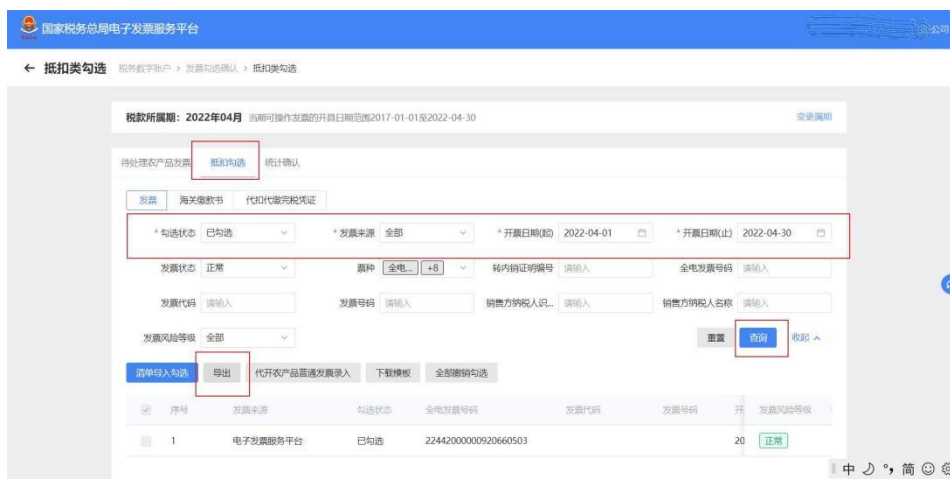 国家税务总局电子发票服务平台
公司
← 抵扣类勾选 税务数字账户 > 发票勾选确认 > 抵扣类勾选
税款所属期：2022年04月 当期可操作发票的开具日期范围2017-01-01至2022-04-30 变更属期
待处理农产品发票 抵扣勾选 统计确认
发票 海关缴款书 代扣代缴完税凭证
* 勾选状态 已勾选 * 发票来源 全部 * 开票日期(起) 2022-04-01 * 开票日期(止) 2022-04-30
发票状态 正常 票种 全电... +8 转内销证明编号 请输入 全电发票号码 请输入
发票代码 请输入 发票号码 请输入 销售方纳税人识... 请输入 销售方纳税人名称 请输入
发票风险等级 全部 重置 查询 收起
清单导入勾选 导出 代开农产品普通发票录入 下载模板 全部撤销勾选
序号 发票来源 勾选状态 全电发票号码 发票代码 发票号码 开 发票风险等级
1 电子发票服务平台 已勾选 22442000000920660503 20 正常
中 简